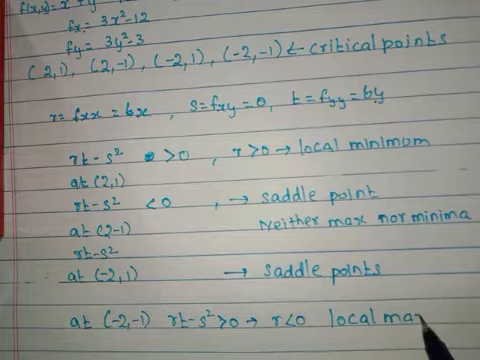 f(x,y)= x
fx = 3x²-12
fy = 3y²-3
(2,1), (2,-1), (-2,1), (-2,-1) ← critical points
r = fxx = 6x , s = fxy = 0, t = fyy = 6y
rt - s² > 0 , r > 0 → local minimum
at (2,1)
rt - s² < 0 , → saddle point
at (2-1) Neither max nor minima
rt - s²
at (-2,1) → saddle points
at (-2,-1) rt - s² > 0 → r < 0 local max